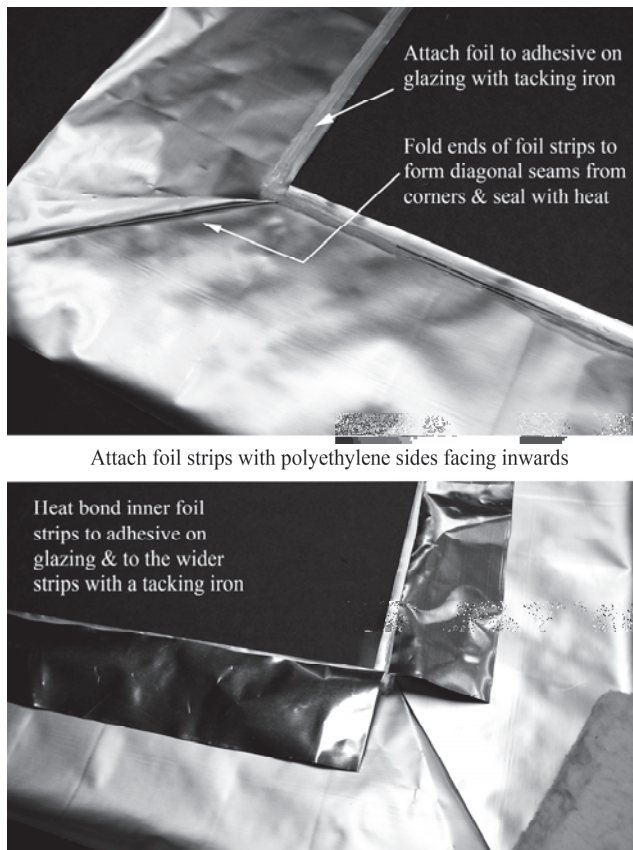 Attach foil to adhesive on
glazing with tacking iron
Fold ends of foil strips to
form diagonal seams from
corners & seal with heat
Attach foil strips with polyethylene sides facing inwards
Heat bond inner foil
strips to adhesive on
glazing & to the wider
strips with a tacking iron